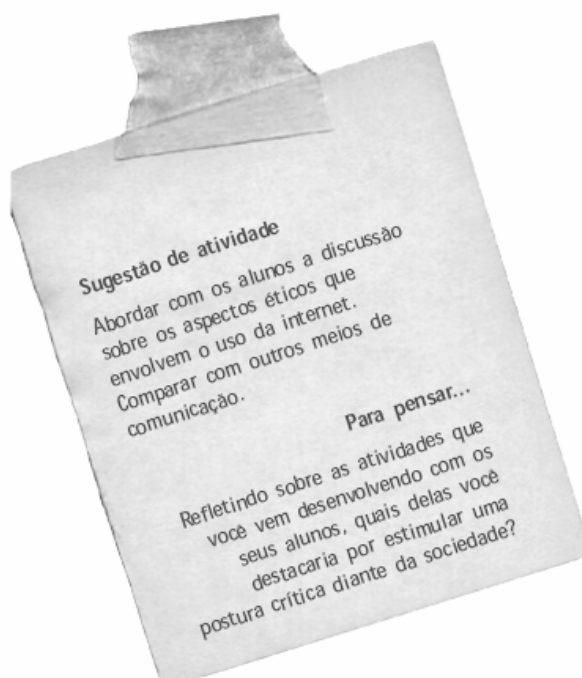 Sugestão de atividade
Abordar com os alunos a discussão
sobre os aspectos éticos que
envolvem o uso da internet.
Comparar com outros meios de
comunicação.
Para pensar...
Refletindo sobre as atividades que
você vem desenvolvendo com os
seus alunos, quais delas você
destacaria por estimular uma
postura crítica diante da sociedade?